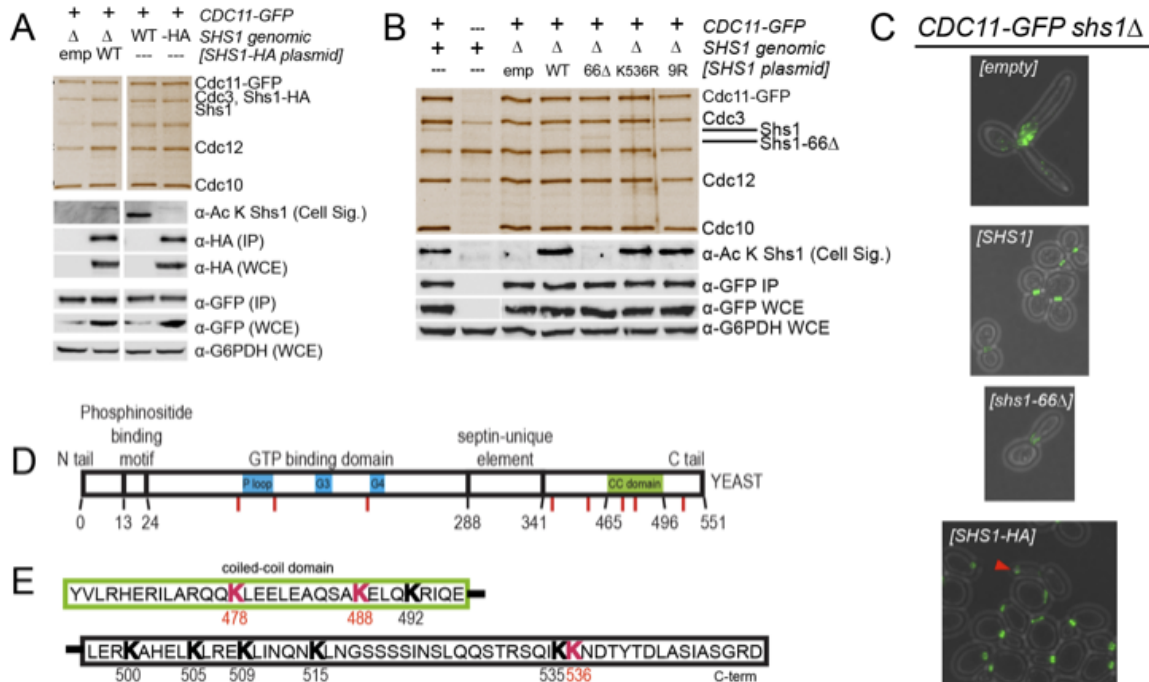 A
+ + + + CDC11-GFP
Δ Δ WT -HA SHS1 genomic
emp WT --- --- [SHS1-HA plasmid]
Cdc11-GFP
Cdc3, Shs1-HA
Shs1
Cdc12
Cdc10
α-Ac K Shs1 (Cell Sig.)
α-HA (IP)
α-HA (WCE)
α-GFP (IP)
α-GFP (WCE)
α-G6PDH (WCE)
B
+ --- + + + + + CDC11-GFP
+ + Δ Δ Δ Δ Δ SHS1 genomic
--- --- emp WT 66Δ K536R 9R [SHS1 plasmid]
Cdc11-GFP
Cdc3
Shs1
Shs1-66Δ
Cdc12
Cdc10
α-Ac K Shs1 (Cell Sig.)
α-GFP IP
α-GFP WCE
α-G6PDH WCE
C
CDC11-GFP shs1Δ
[empty]
[SHS1]
[shs1-66Δ]
[SHS1-HA]
D
Phosphinositide
binding
motif
septin-unique
element
N tail
GTP binding domain
C tail
P loop G3 G4 CC domain
YEAST
0 13 24 288 341 465 496 551
E
coiled-coil domain
YVLRHERILARQQKLEELEAQSAKELQKRIQE
478 488 492
LERKAHELKLREKLINQNKLNGSSSSINSLQQSTRSQIKKNDTYTDLASIASGRD
500 505 509 515 535 536
C-term